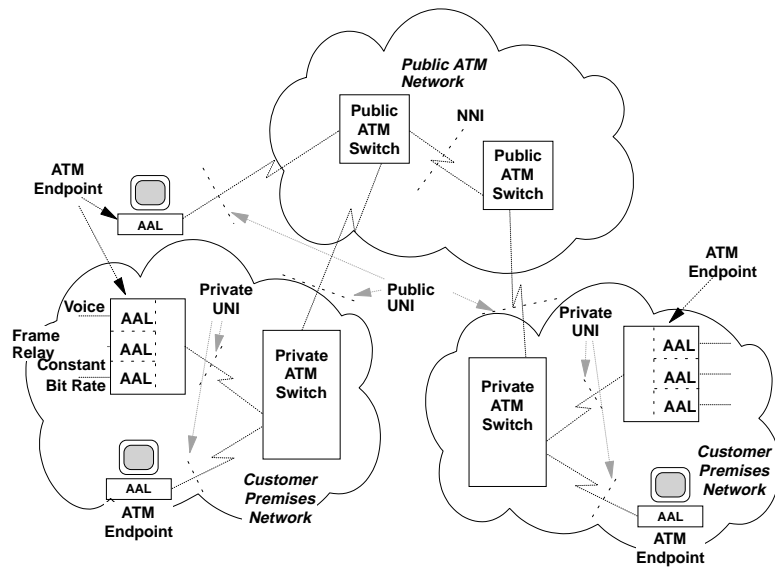 Public ATM
Network
Public
ATM
Switch
NNI
Public
ATM
Switch
ATM
Endpoint
AAL
ATM
Endpoint
Private
UNI
Public
UNI
Private
UNI
Voice
Frame
Relay
Constant
Bit Rate
AAL
AAL
AAL
Private
ATM
Switch
Private
ATM
Switch
AAL
AAL
AAL
AAL
ATM
Endpoint
Customer
Premises
Network
Customer
Premises
Network
AAL
ATM
Endpoint